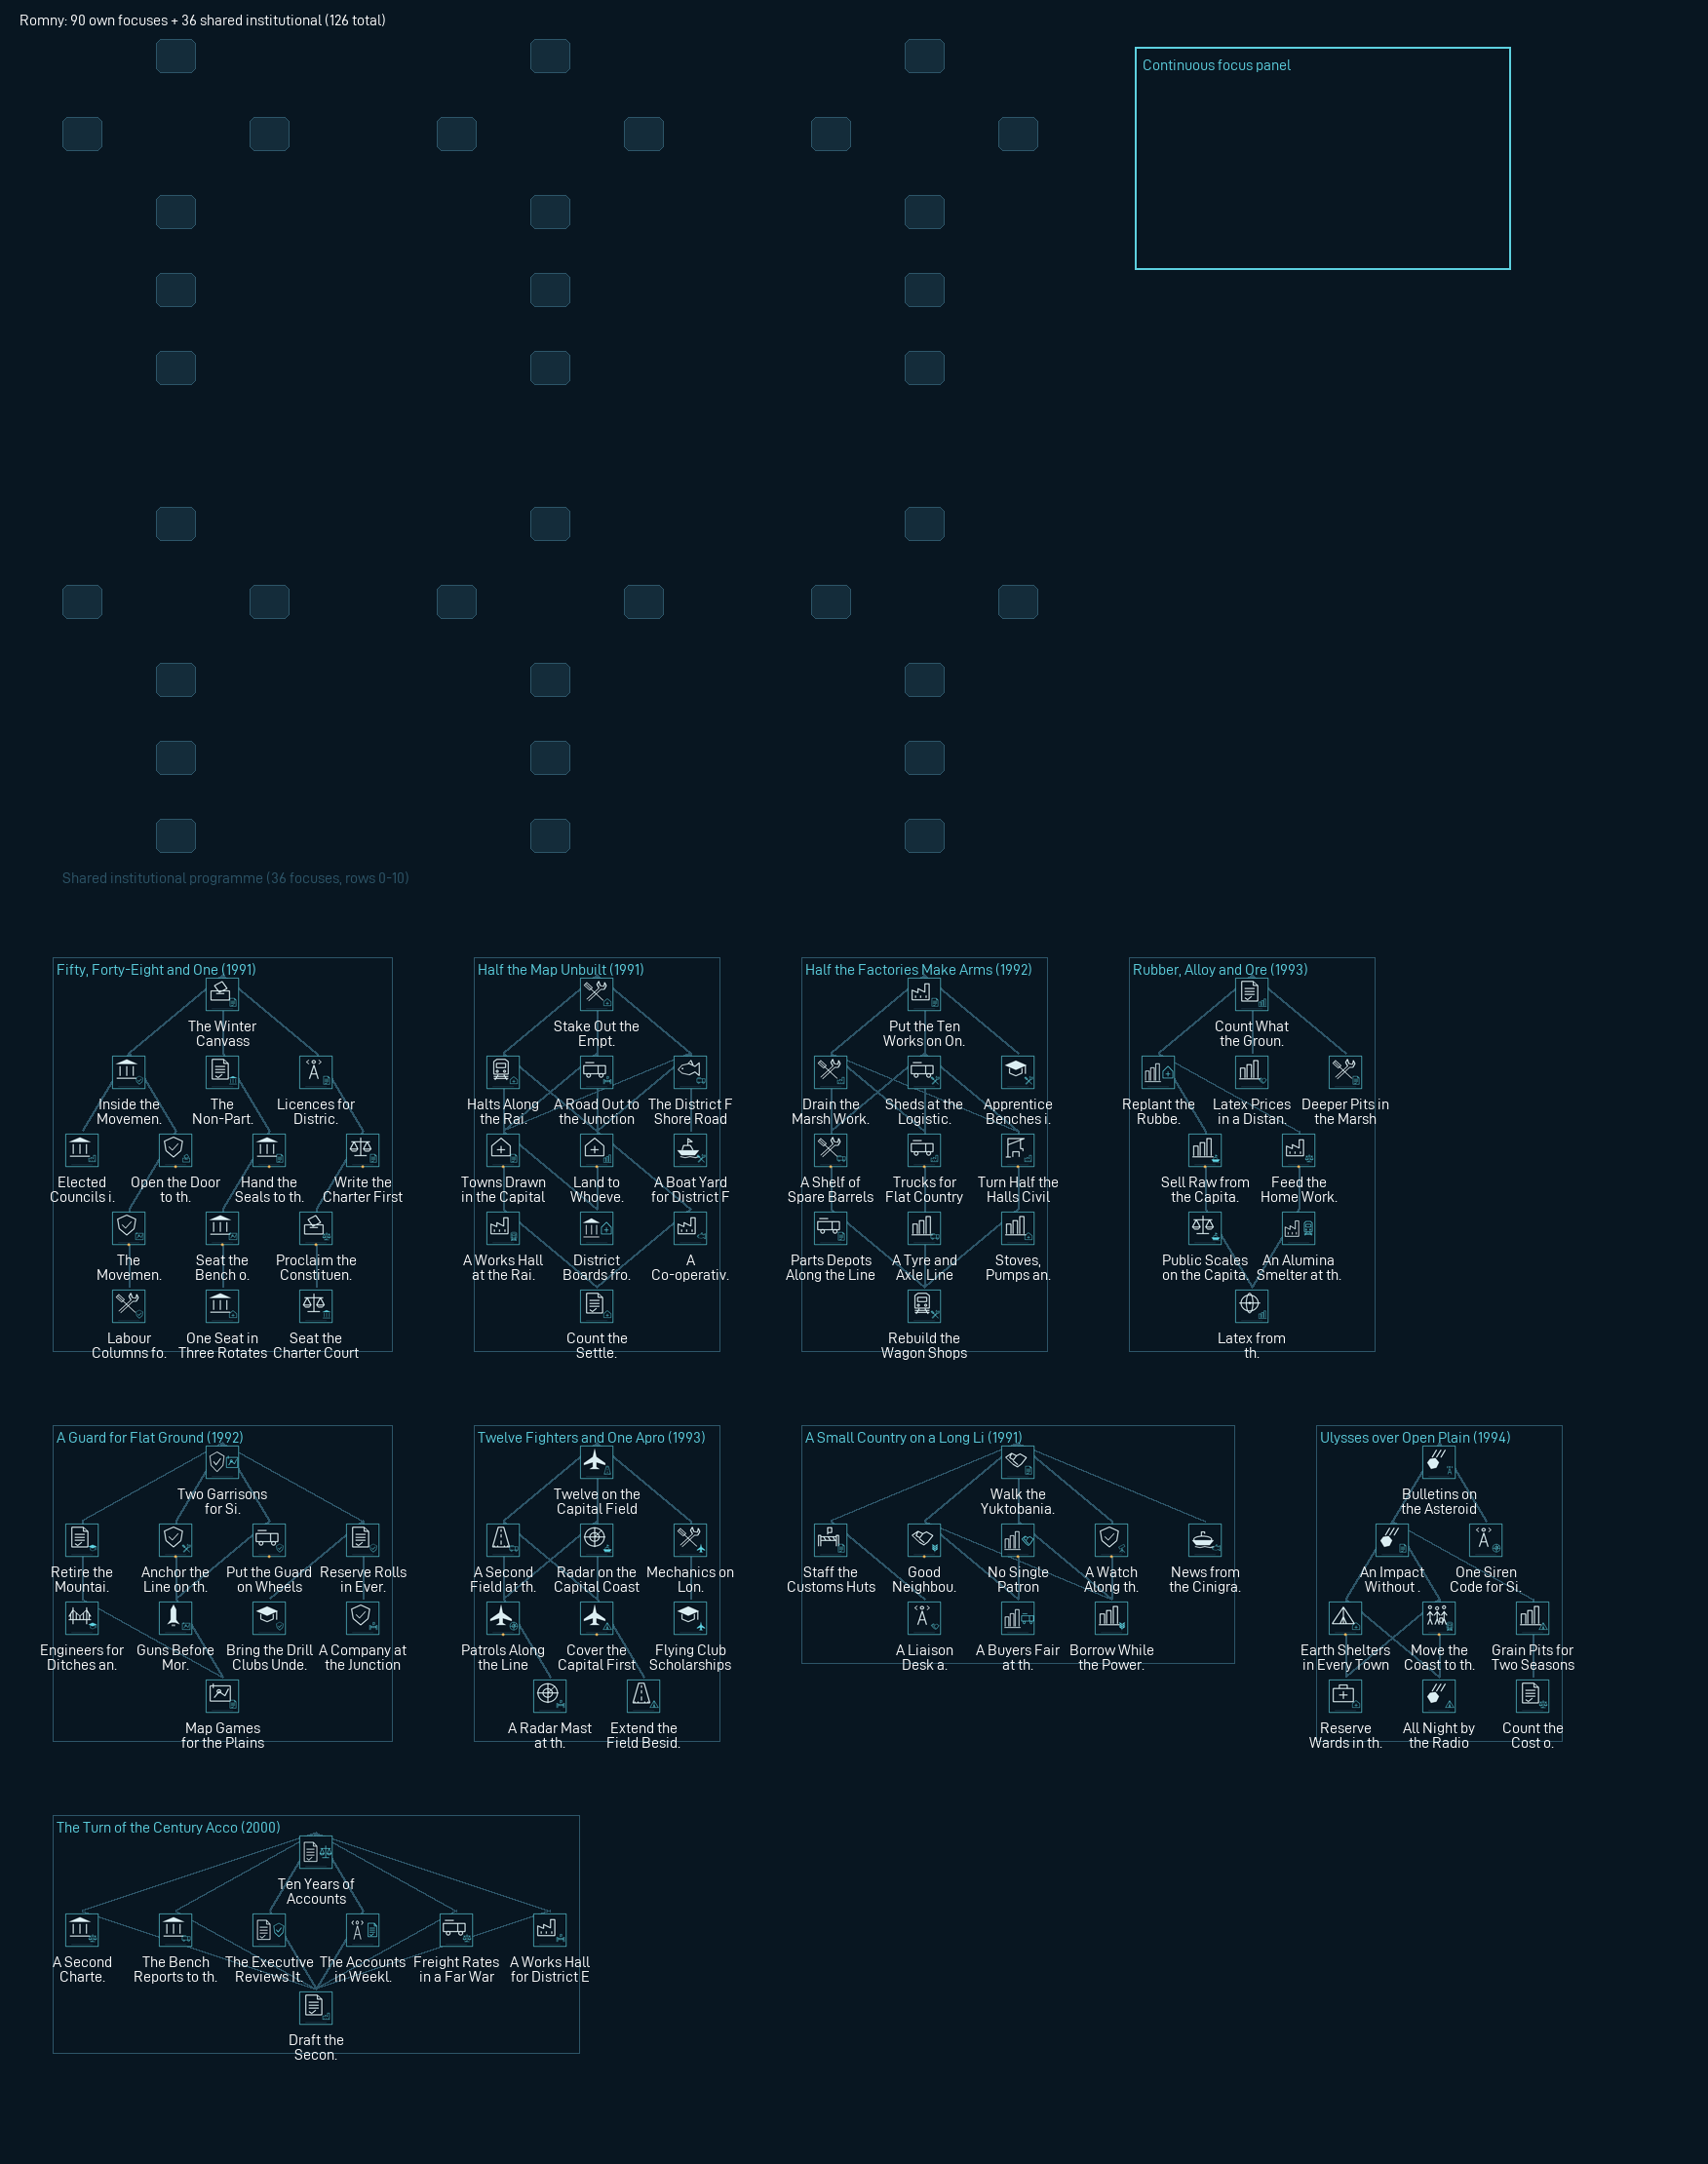 Romny: 90 own focuses + 36 shared institutional (126 total)
Continuous focus panel
Shared institutional programme (36 focuses, rows 0-10)
Fifty, Forty-Eight and One (1991)
The Winter
Canvass
Inside the
Movemen.
The
Non-Part.
Licences for
Distric.
Elected
Councils i.
Open the Door
to th.
Hand the
Seals to th.
Write the
Charter First
The
Movemen.
Seat the
Bench o.
Proclaim the
Constituen.
Labour
Columns fo.
One Seat in
Three Rotates
Seat the
Charter Court
Half the Map Unbuilt (1991)
Stake Out the
Empt.
Halts Along
the Rai.
A Road Out to
the Junction
The District F
Shore Road
Towns Drawn
in the Capital
Land to
Whoeve.
A Boat Yard
for District F
A Works Hall
at the Rai.
District
Boards fro.
A
Co-operativ.
Count the
Settle.
Half the Factories Make Arms (1992)
Put the Ten
Works on On.
Drain the
Marsh Work.
Sheds at the
Logistic.
Apprentice
Benches i.
A Shelf of
Spare Barrels
Trucks for
Flat Country
Turn Half the
Halls Civil
Parts Depots
Along the Line
A Tyre and
Axle Line
Stoves,
Pumps an.
Rebuild the
Wagon Shops
Rubber, Alloy and Ore (1993)
Count What
the Groun.
Replant the
Rubbe.
Latex Prices
in a Distan.
Deeper Pits in
the Marsh
Sell Raw from
the Capita.
Feed the
Home Work.
Public Scales
on the Capita.
An Alumina
Smelter at th.
Latex from
th.
A Guard for Flat Ground (1992)
Two Garrisons
for Si.
Retire the
Mountai.
Anchor the
Line on th.
Put the Guard
on Wheels
Reserve Rolls
in Ever.
Engineers for
Ditches an.
Guns Before
Mor.
Bring the Drill
Clubs Unde.
A Company at
the Junction
Map Games
for the Plains
Twelve Fighters and One Apro (1993)
Twelve on the
Capital Field
A Second
Field at th.
Radar on the
Capital Coast
Mechanics on
Lon.
Patrols Along
the Line
Cover the
Capital First
Flying Club
Scholarships
A Radar Mast
at th.
Extend the
Field Besid.
A Small Country on a Long Li (1991)
Walk the
Yuktobania.
Staff the
Customs Huts
Good
Neighbou.
No Single
Patron
A Watch
Along th.
News from
the Cinigra.
A Liaison
Desk a.
A Buyers Fair
at th.
Borrow While
the Power.
Ulysses over Open Plain (1994)
Bulletins on
the Asteroid
An Impact
Without .
One Siren
Code for Si.
Earth Shelters
in Every Town
Move the
Coast to th.
Grain Pits for
Two Seasons
Reserve
Wards in th.
All Night by
the Radio
Count the
Cost o.
The Turn of the Century Acco (2000)
Ten Years of
Accounts
A Second
Charte.
The Bench
Reports to th.
The Executive
Reviews It.
The Accounts
in Weekl.
Freight Rates
in a Far War
A Works Hall
for District E
Draft the
Secon.